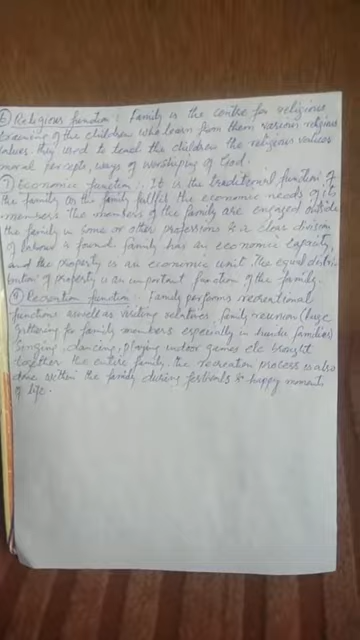 ⑥ Religious function : Family is the centre for religious
training of the children who learn from them various religious
values they used to lead the children the religious values
moral percepts, ways of worshiping of God.
⑦ Economic function : It is the traditional function of
the family as the family fulfill the economic needs of its
members the members of the family are engaged outside
the family in some or other professions & a clear division
of labour is found family has an economic capacity,
and the property is an economic unit The equal distri-
bution of property is an important function of the family.
Recreation function : Family performs recreational
functions as well as visiting relatives, family reunion (huge
gathering for family members especially in families)
Singing, dancing, playing indoor games etc brought
together the entire family. the recreation process is also
done within the family during festivals & happy moments
of life.